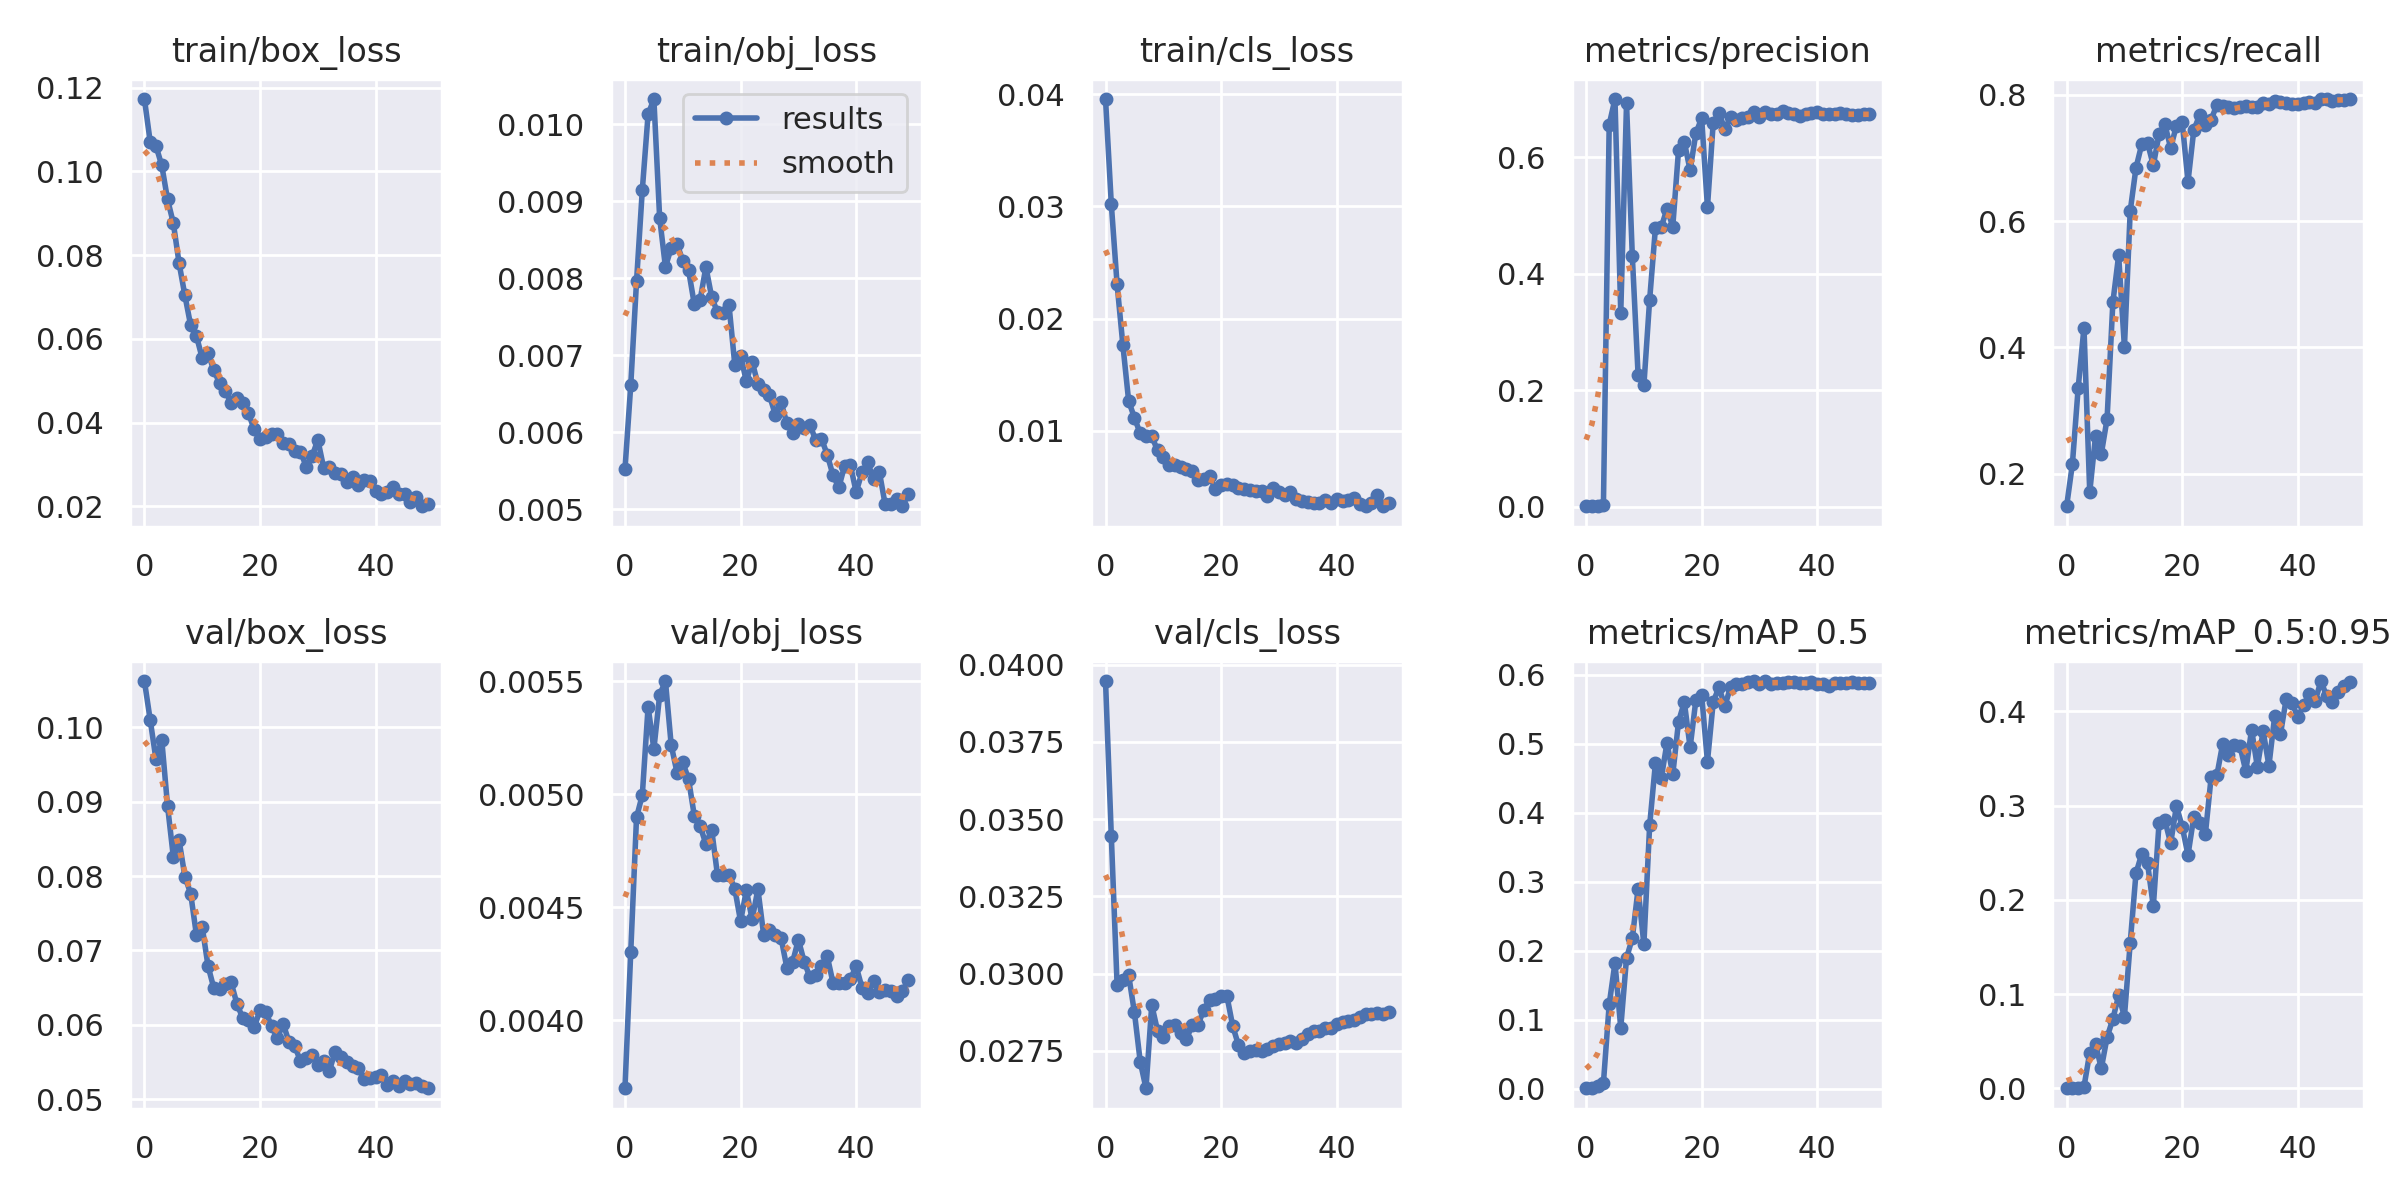 train/box_loss
0.12
0.10
0.08
0.06
0.04
0.02
0 20 40
train/obj_loss
results
smooth
0.010
0.009
0.008
0.007
0.006
0.005
0 20 40
train/cls_loss
0.04
0.03
0.02
0.01
0 20 40
metrics/precision
0.6
0.4
0.2
0.0
0 20 40
metrics/recall
0.8
0.6
0.4
0.2
0 20 40
val/box_loss
0.10
0.09
0.08
0.07
0.06
0.05
0 20 40
val/obj_loss
0.0055
0.0050
0.0045
0.0040
0 20 40
val/cls_loss
0.0400
0.0375
0.0350
0.0325
0.0300
0.0275
0 20 40
metrics/mAP_0.5
0.6
0.5
0.4
0.3
0.2
0.1
0.0
0 20 40
metrics/mAP_0.5:0.95
0.4
0.3
0.2
0.1
0.0
0 20 40